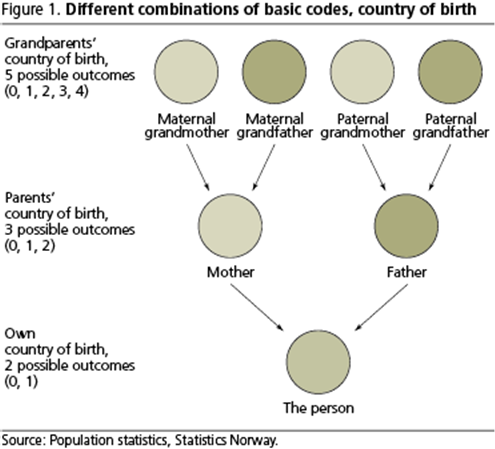 Figure 1. Different combinations of basic codes, country of birth
Grandparents'
country of birth,
5 possible outcomes
(0, 1, 2, 3, 4)
Maternal
grandmother
Maternal
grandfather
Paternal
grandmother
Paternal
grandfather
Parents'
country of birth,
3 possible outcomes
(0, 1, 2)
Mother
Father
Own
country of birth,
2 possible outcomes
(0, 1)
The person
Source: Population statistics, Statistics Norway.